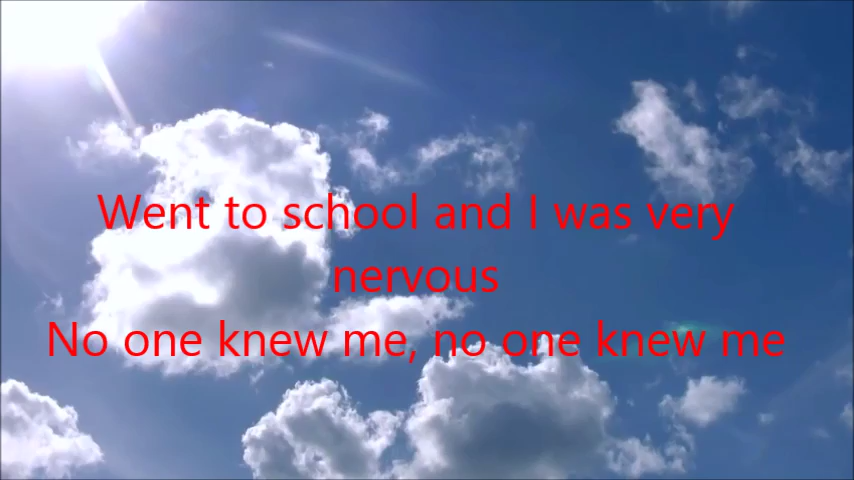 Went to school and I was very
nervous
No one knew me, no one knew me